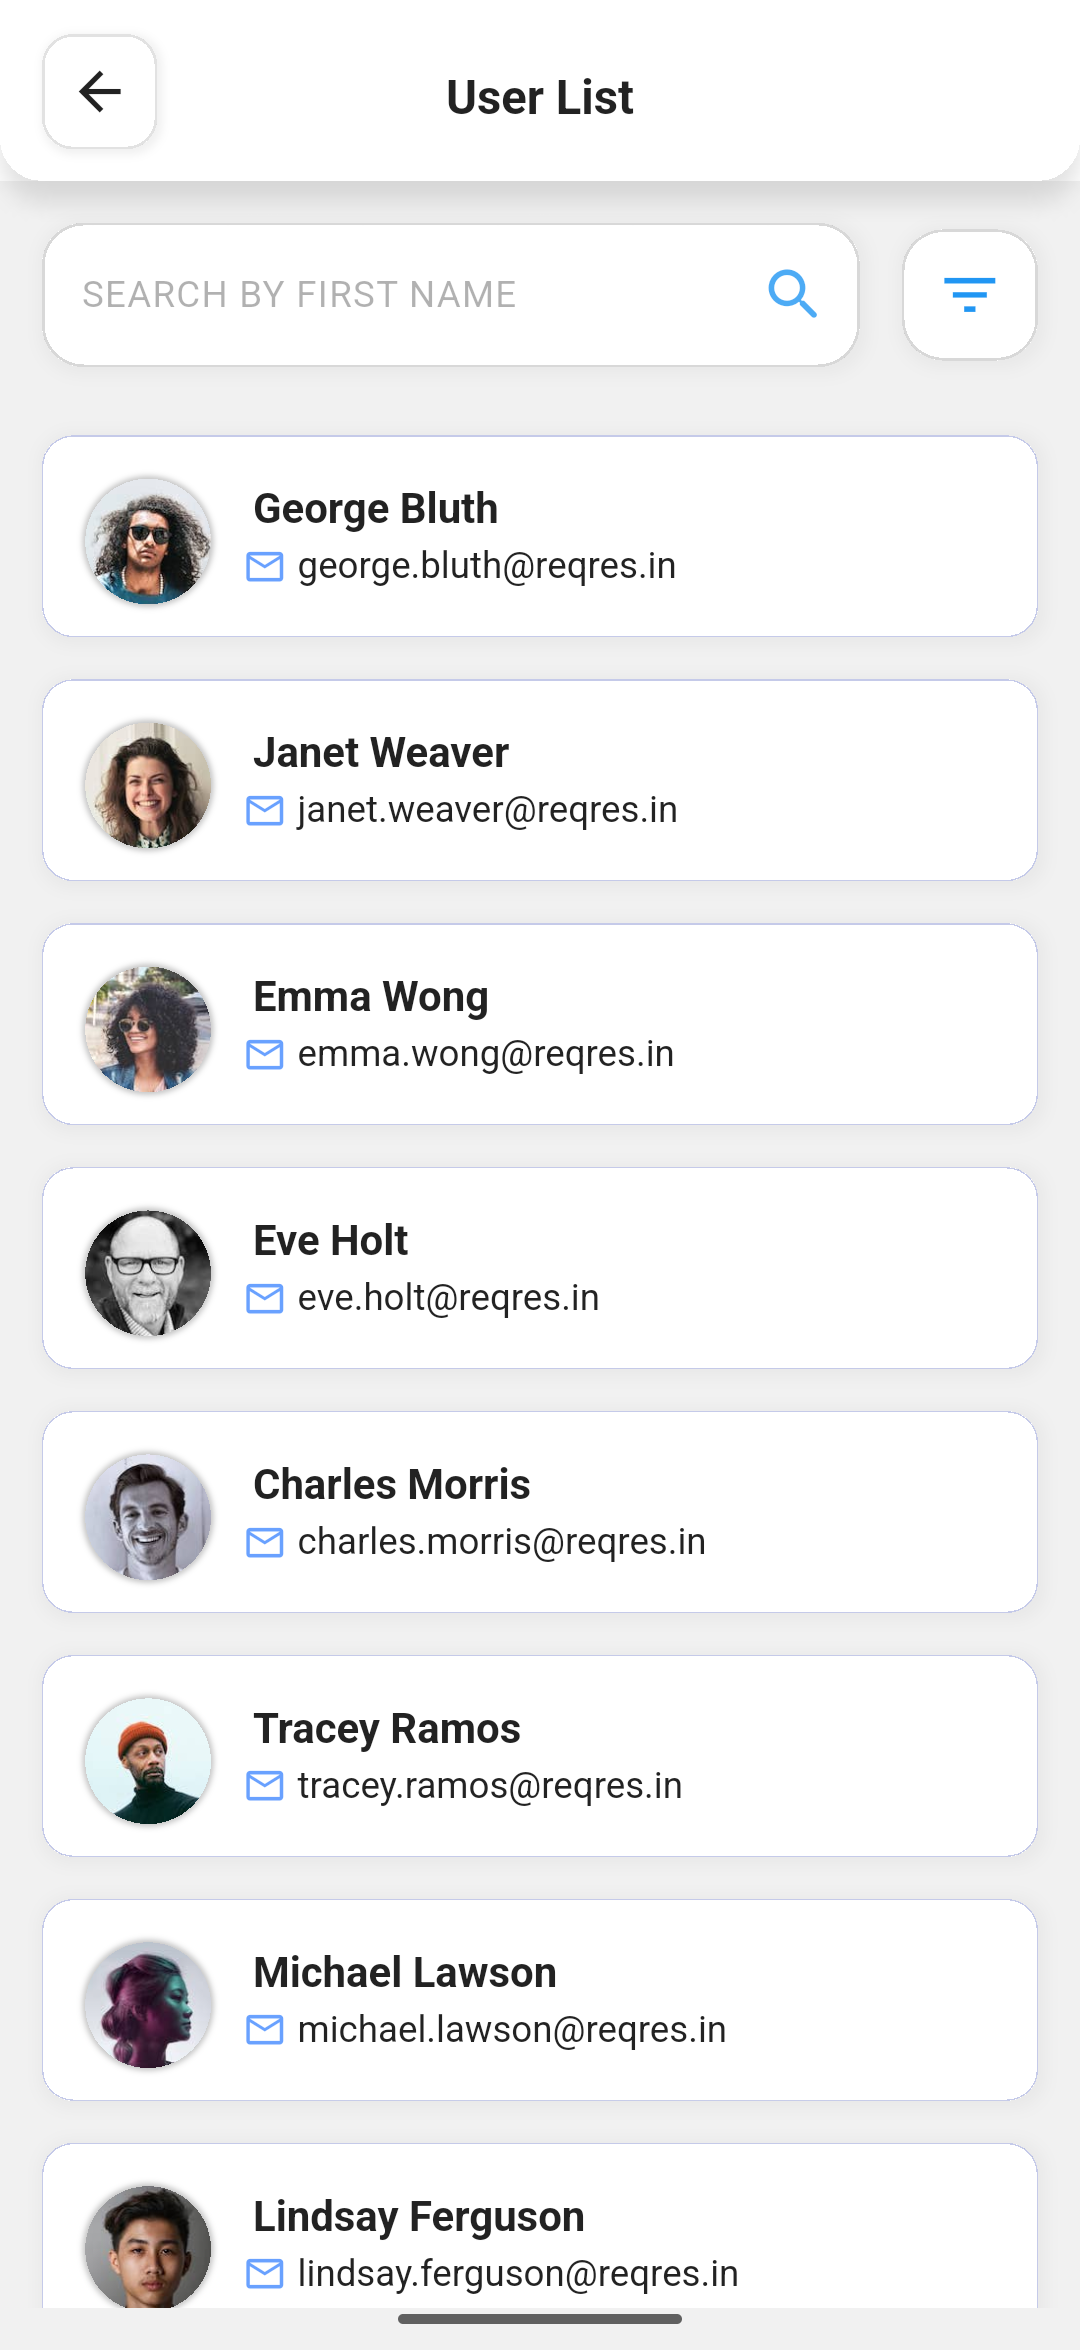 User List
SEARCH BY FIRST NAME
George Bluth
george.bluth@reqres.in
Janet Weaver
janet.weaver@reqres.in
Emma Wong
emma.wong@reqres.in
Eve Holt
eve.holt@reqres.in
Charles Morris
charles.morris@reqres.in
Tracey Ramos
tracey.ramos@reqres.in
Michael Lawson
michael.lawson@reqres.in
Lindsay Ferguson
lindsay.ferguson@reqres.in